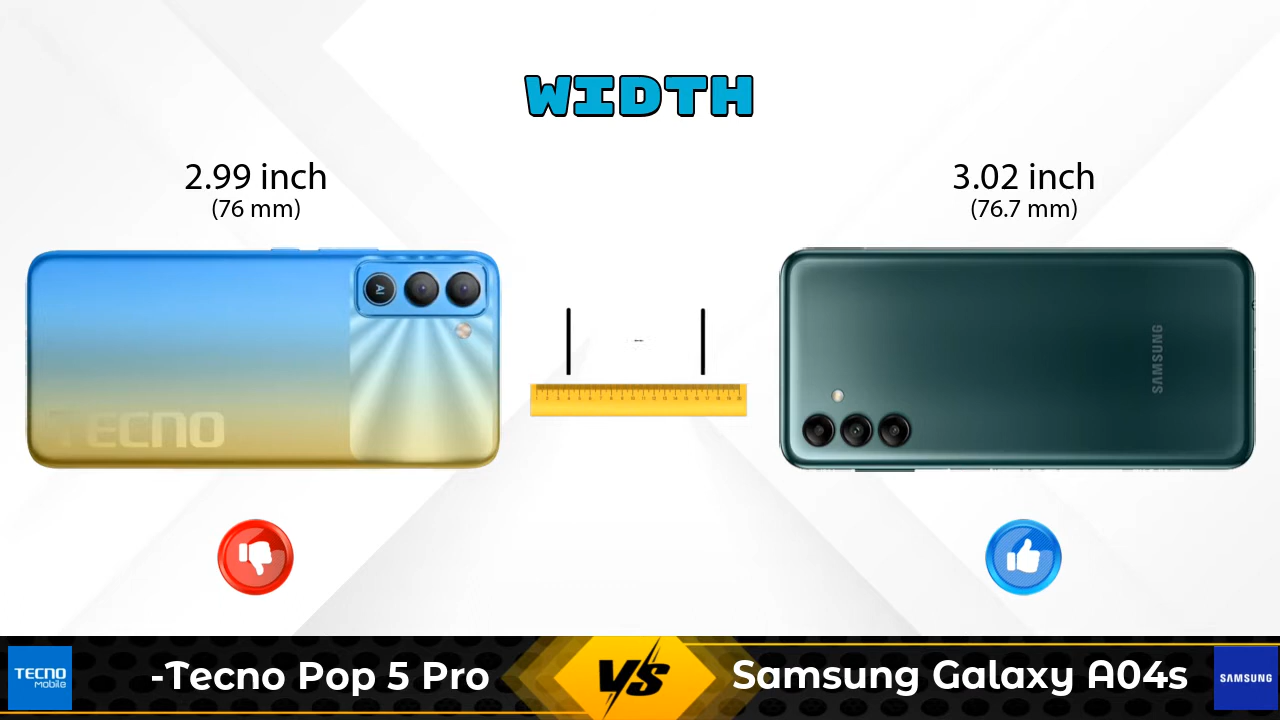 WIDTH
2.99 inch
(76 mm)
3.02 inch
(76.7 mm)
AI
TECNO
SAMSUNG
TECNO
mobile
-Tecno Pop 5 Pro
VS
Samsung Galaxy A04s
SAMSUNG